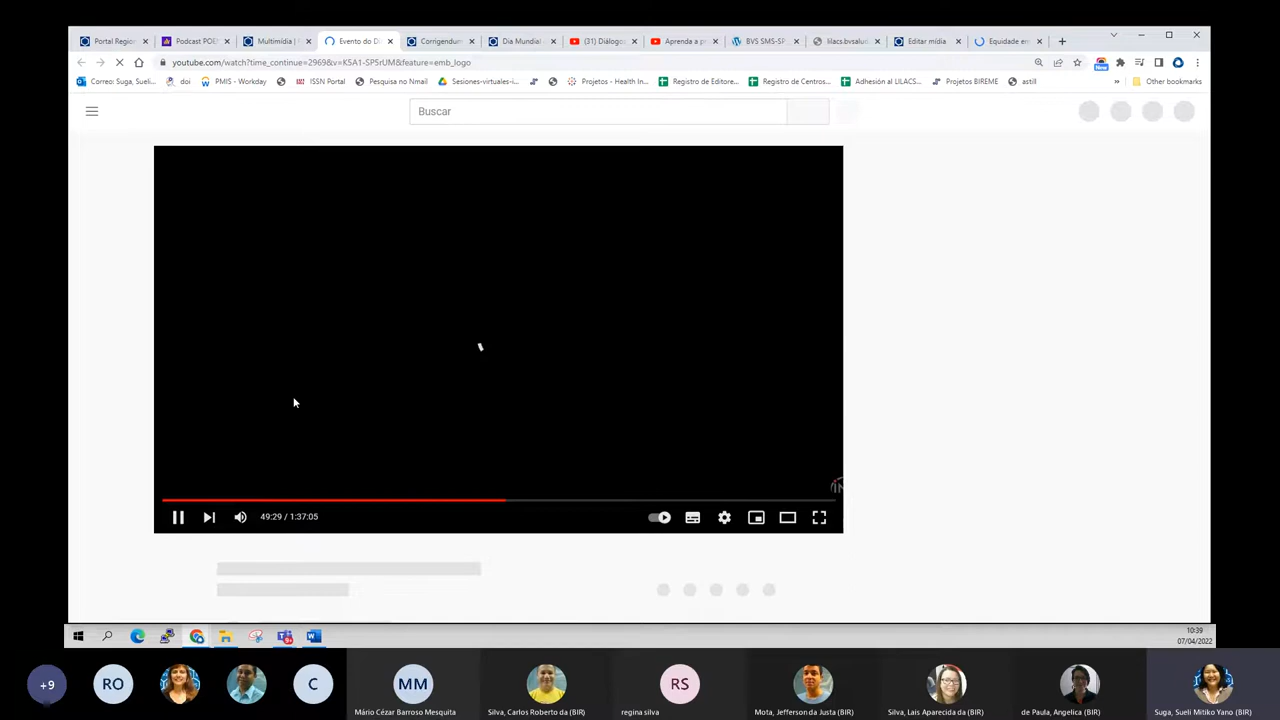 Portal Region
Podcast POE
Multimídia | 
Evento do Di
Corrigendum
Dia Mundial
(31) Diálogo
Aprenda a p
BVS SMS-SP
lilacs.bvsalud
Editar mídia
Equidade em
youtube.com/watch?time_continue=2969&v=K5A1-SP5rUM&feature=emb_logo
New
Correo: Suga, Sueli...
doi
PMIS - Workday
ISSN Portal
Pesquisa no Nmail
Sesiones-virtuales-i...
Projetos - Health In...
Registro de Editore...
Registro de Centros...
Adhesión al LILACS...
Projetos BIREME
astill
»
Other bookmarks
Buscar
49:29 / 1:37:05
10:39
07/04/2022
+9
RO
C
MM
RS
Mário Cézar Barroso Mesquita
Silva, Carlos Roberto da (BIR)
regina silva
Mota, Jefferson da Justa (BIR)
Silva, Lais Aparecida da (BIR)
de Paula, Angelica (BIR)
Suga, Sueli Mitiko Yano (BIR)